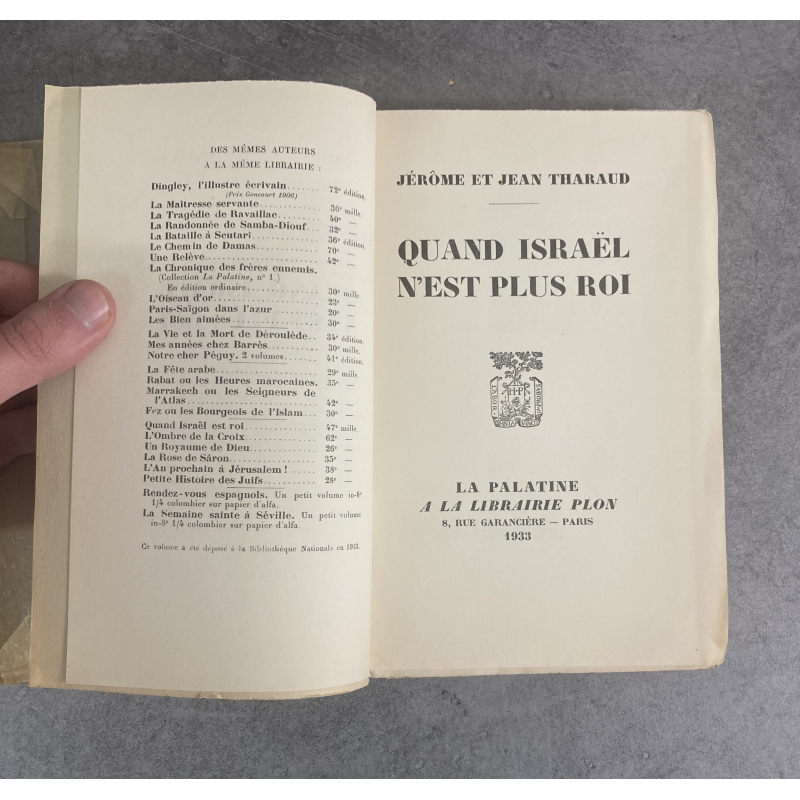 DES MÊMES AUTEURS
A LA MÊME LIBRAIRIE :
Dingley, l'illustre écrivain....... 72e édition.
(Prix Goncourt 1906)
La Maîtresse servante............. 36e mille.
La Tragédie de Ravaillac......... 40e —
La Randonnée de Samba-Diouf... 32e —
La Bataille à Scutari.............. 36e édition.
Le Chemin de Damas............. 70e —
Une Relève....................... 42e —
La Chronique des frères ennemis.
(Collection La Palatine, n° 1.)
En édition ordinaire............ 30e mille.
L'Oiseau d'or..................... 23e —
Paris-Saïgon dans l'azur.......... 20e —
Les Bien aimées................... 30e —
La Vie et la Mort de Déroulède.. 34e édition.
Mes années chez Barrès.......... 30e mille.
Notre cher Péguy. 2 volumes....... 41e édition.
La Fête arabe.................... 29e mille.
Rabat ou les Heures marocaines. 35e —
Marrakech ou les Seigneurs de
l'Atlas........................ 42e —
Fez ou les Bourgeois de l'Islam... 30e —
Quand Israël est roi.............. 47e mille.
L'Ombre de la Croix.............. 62e —
Un Royaume de Dieu............. 26e —
La Rose de Sâron................. 35e —
L'An prochain à Jérusalem !...... 38e —
Petite Histoire des Juifs.......... 28e —
Rendez-vous espagnols. Un petit volume in-8°
1/4 colombier sur papier d'alfa.
La Semaine sainte à Séville. Un petit volume
in-8° 1/4 colombier sur papier d'alfa.
Ce volume a été déposé à la Bibliothèque Nationale en 1933.
JÉRÔME ET JEAN THARAUD
QUAND ISRAËL
N'EST PLUS ROI
LABOR OMNIA VINCIT IMPROBUS
H-P
LA PALATINE
A LA LIBRAIRIE PLON
8, RUE GARANCIÈRE — PARIS
1933